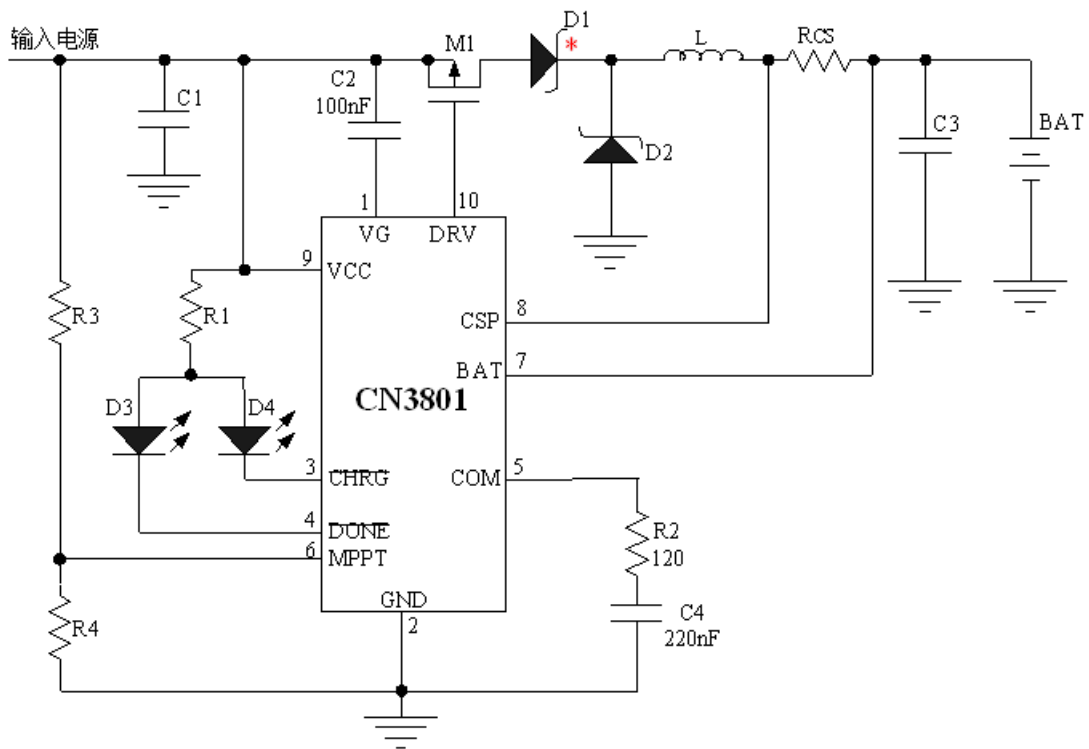 输入电源
D1
*
M1
L
RCS
C1
C2
100nF
D2
C3
BAT
1
10
VG
DRV
9
VCC
R3
R1
CSP
8
BAT
7
CN3801
D3
D4
3
CHRG
COM
5
4
DONE
6
MPPT
R2
120
GND
2
C4
220nF
R4